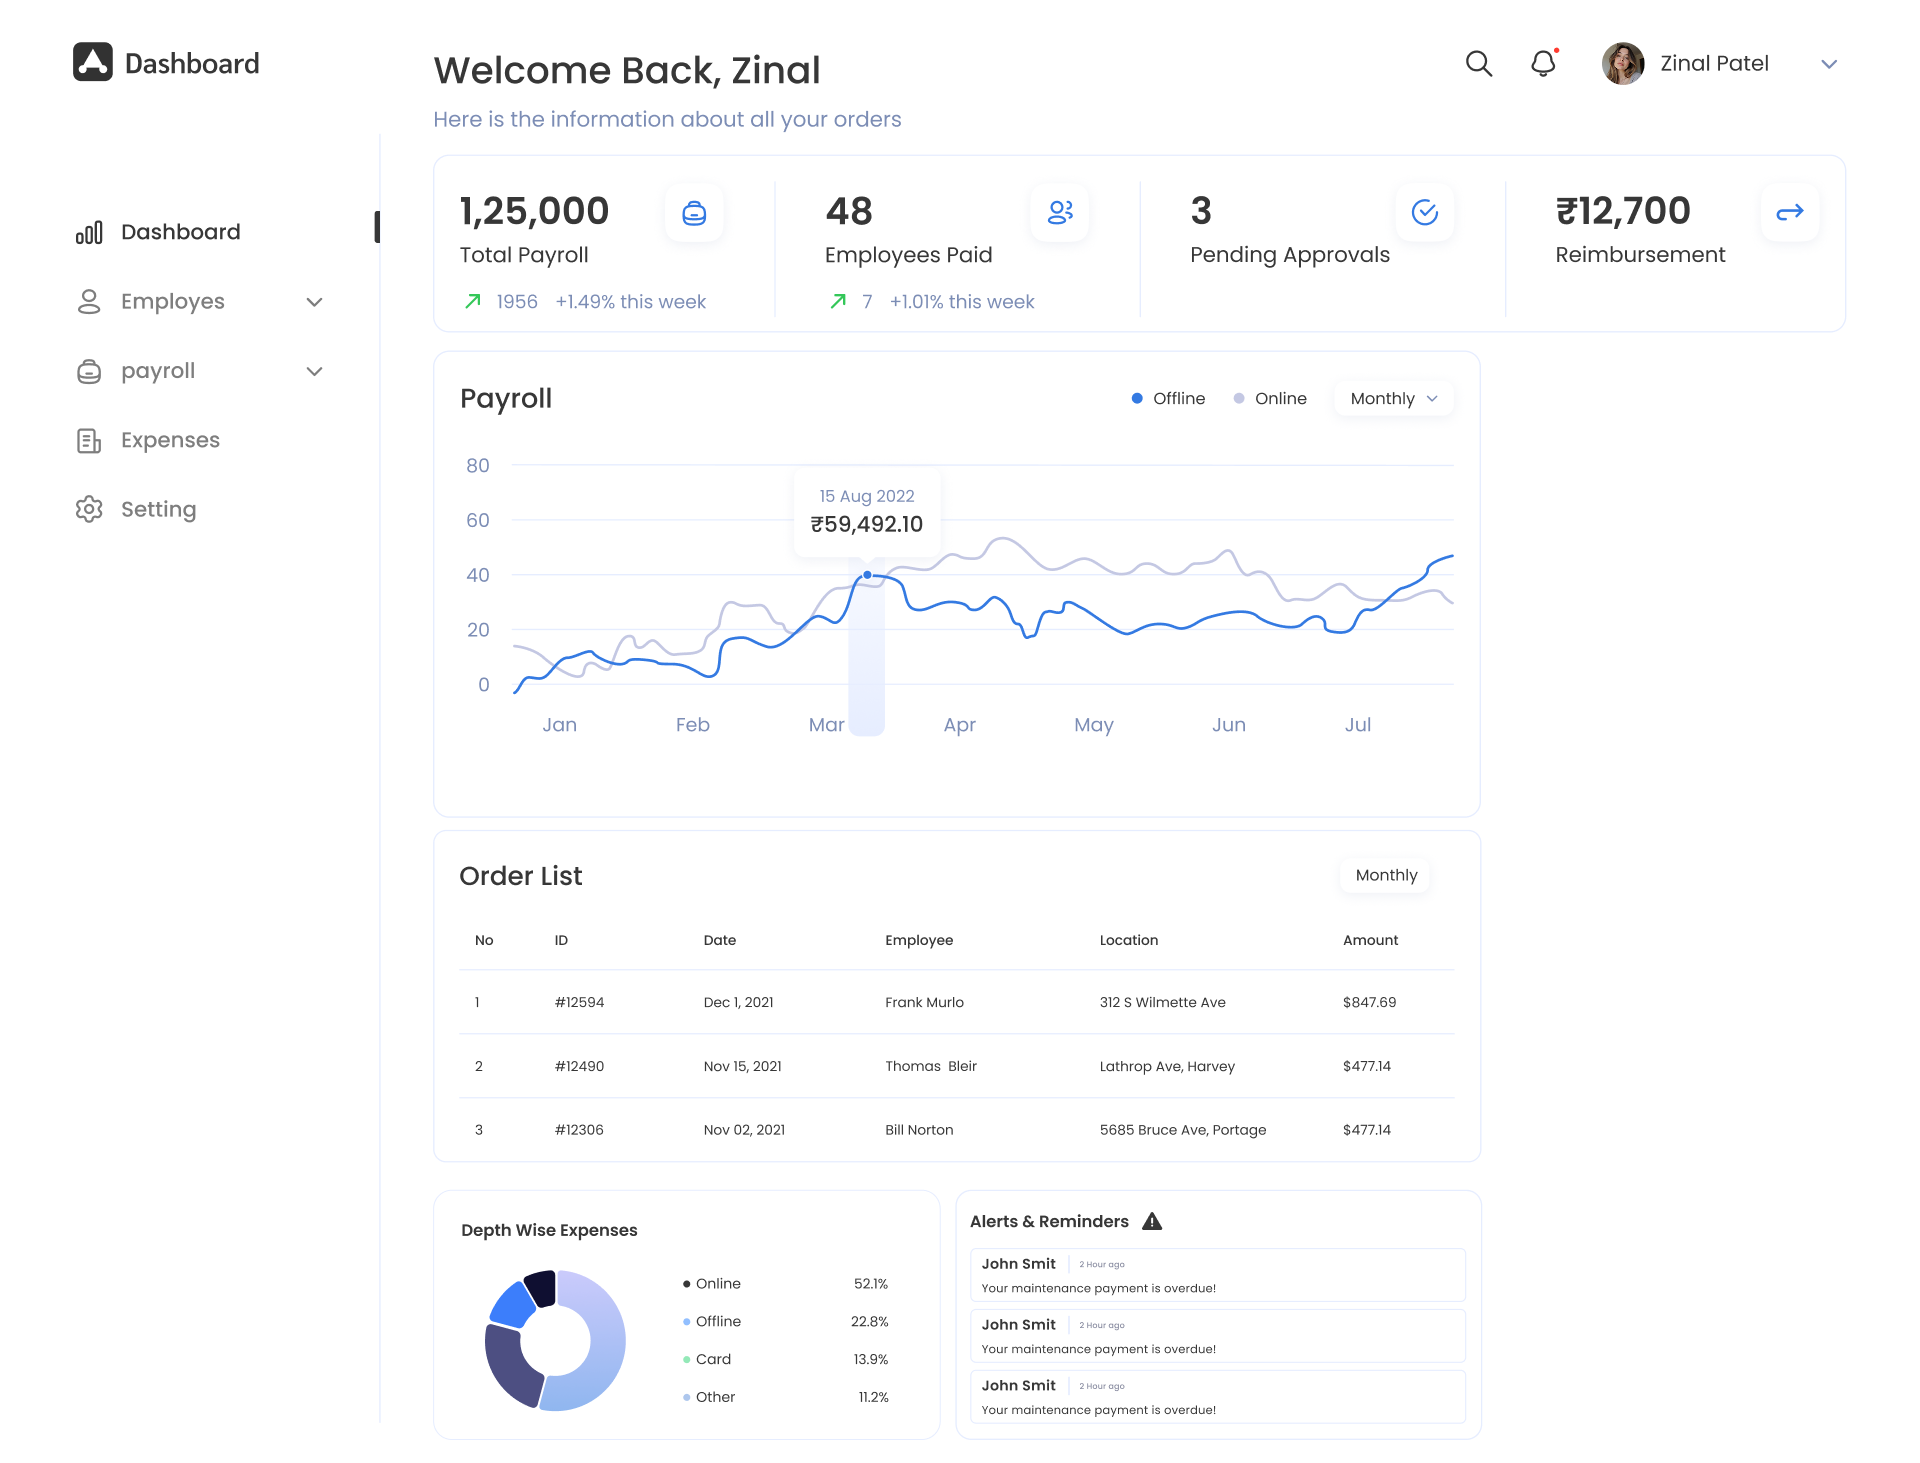 Dashboard
Welcome Back, Zinal
Here is the information about all your orders
Zinal Patel
Dashboard
Employes
payroll
Expenses
Setting
1,25,000
Total Payroll
1956 +1.49% this week
48
Employees Paid
7 +1.01% this week
3
Pending Approvals
₹12,700
Reimbursement
Payroll
Offline Online Monthly
80
60
40
20
0
15 Aug 2022
₹59,492.10
Jan Feb Mar Apr May Jun Jul
Order List
Monthly
No ID Date Employee Location Amount
1 #12594 Dec 1, 2021 Frank Murlo 312 S Wilmette Ave $847.69
2 #12490 Nov 15, 2021 Thomas Bleir Lathrop Ave, Harvey $477.14
3 #12306 Nov 02, 2021 Bill Norton 5685 Bruce Ave, Portage $477.14
Depth Wise Expenses
Online 52.1%
Offline 22.8%
Card 13.9%
Other 11.2%
Alerts & Reminders
John Smit 2 Hour ago
Your maintenance payment is overdue!
John Smit 2 Hour ago
Your maintenance payment is overdue!
John Smit 2 Hour ago
Your maintenance payment is overdue!